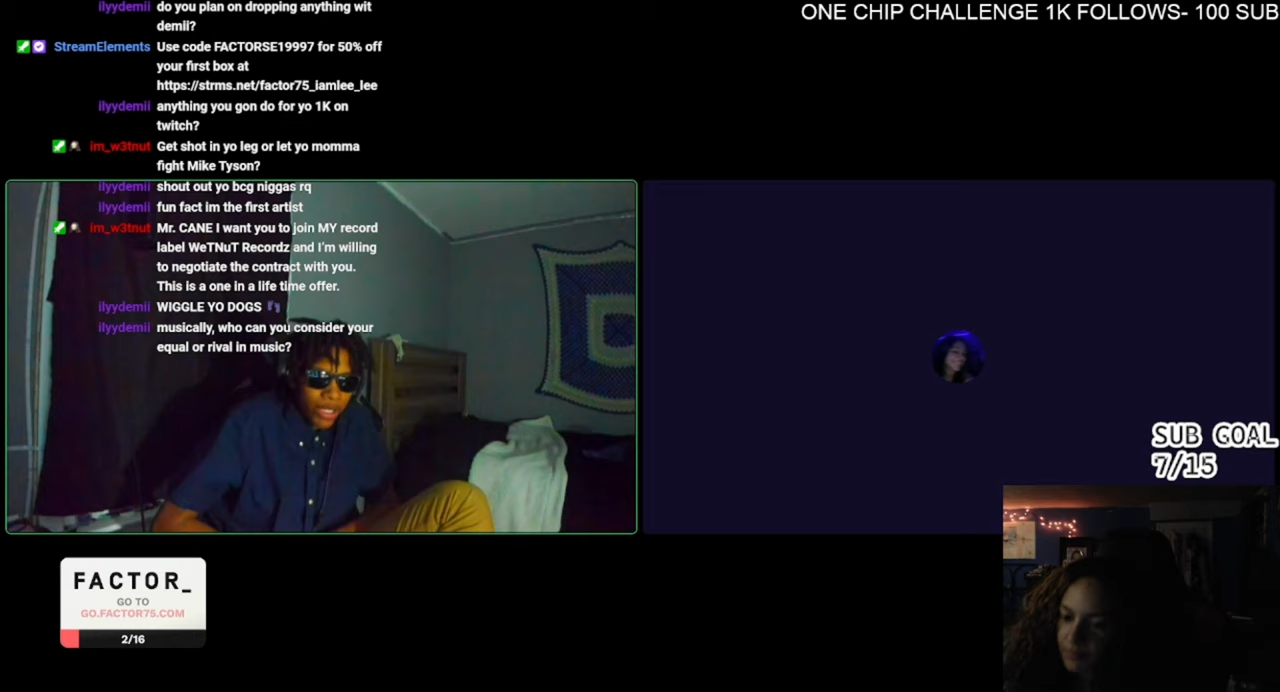 ilyydemii do you plan on dropping anything wit
demii?
ONE CHIP CHALLENGE 1K FOLLOWS- 100 SUB
StreamElements Use code FACTORSE19997 for 50% off
your first box at
https://strms.net/factor75_iamlee_lee
ilyydemii anything you gon do for yo 1K on
twitch?
im_w3tnut Get shot in yo leg or let yo momma
fight Mike Tyson?
ilyydemii shout out yo bcg niggas rq
ilyydemii fun fact im the first artist
im_w3tnut Mr. CANE I want you to join MY record
label WeTNuT Recordz and I'm willing
to negotiate the contract with you.
This is a one in a life time offer.
ilyydemii WIGGLE YO DOGS
ilyydemii musically, who can you consider your
equal or rival in music?
SUB GOAL
7/15
FACTOR_
GO TO
GO.FACTOR75.COM
2/16